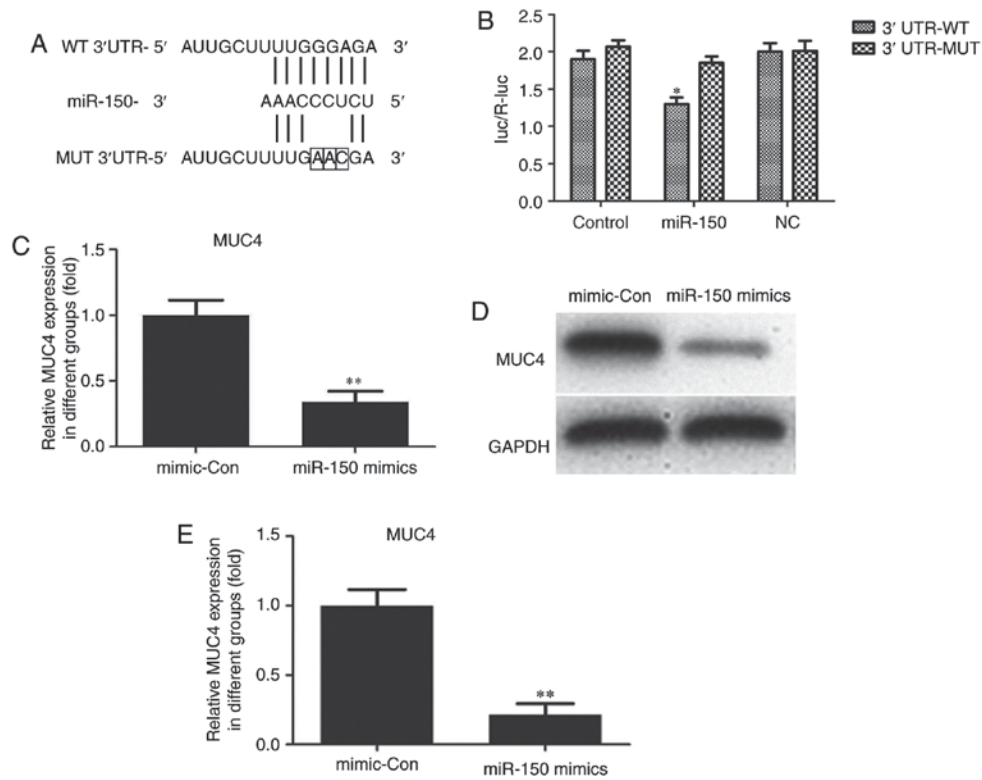 A
WT 3'UTR- 5' AUUGCUUUUGGGAGA 3'
miR-150- 3' AAACCCUCU 5'
MUT 3'UTR-5' AUUGCUUUUGAACGA 3'
B
3' UTR-WT
3' UTR-MUT
luc/R-luc
2.5
2.0
1.5
1.0
0.5
0.0
*
Control
miR-150
NC
C
MUC4
Relative MUC4 expression
in different groups (fold)
1.5
1.0
0.5
0.0
**
mimic-Con
miR-150 mimics
D
mimic-Con miR-150 mimics
MUC4
GAPDH
E
MUC4
Relative MUC4 expression
in different groups (fold)
1.5
1.0
0.5
0.0
**
mimic-Con
miR-150 mimics